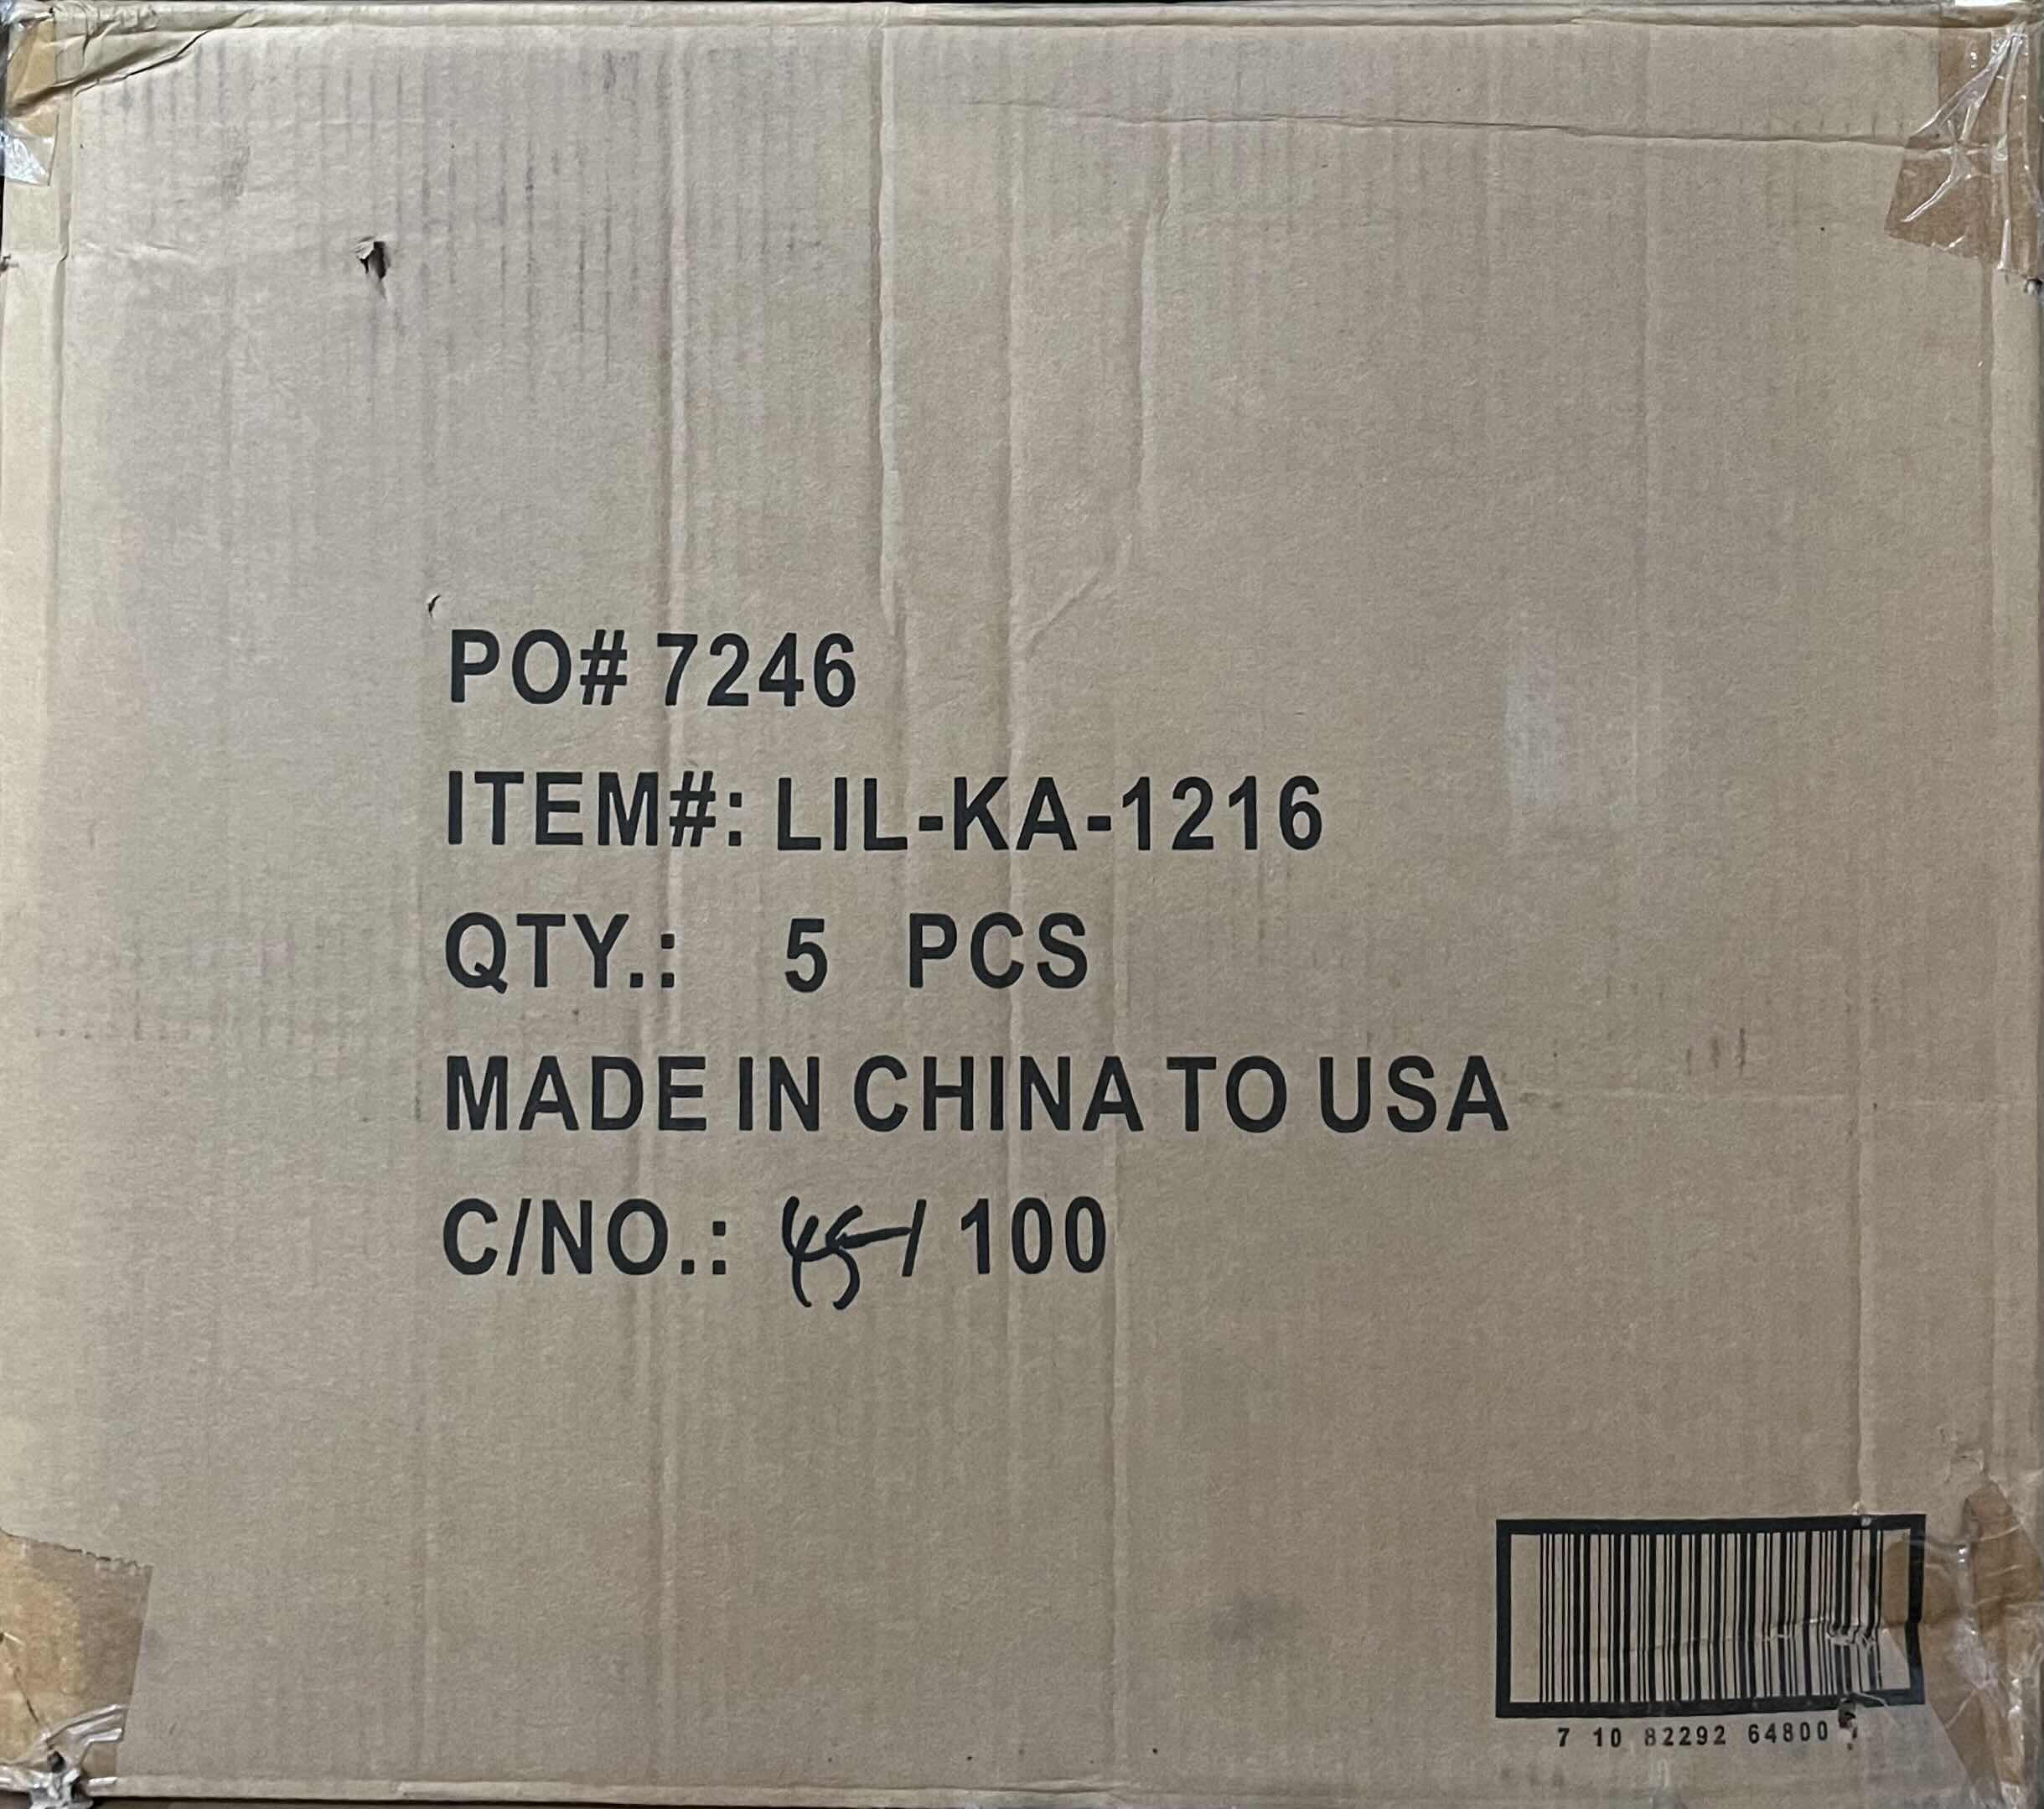 PO# 7246
ITEM#: LIL-KA-1216
QTY.: 5 PCS
MADE IN CHINA TO USA
C/NO.: 45/ 100
7 10 82292 64800